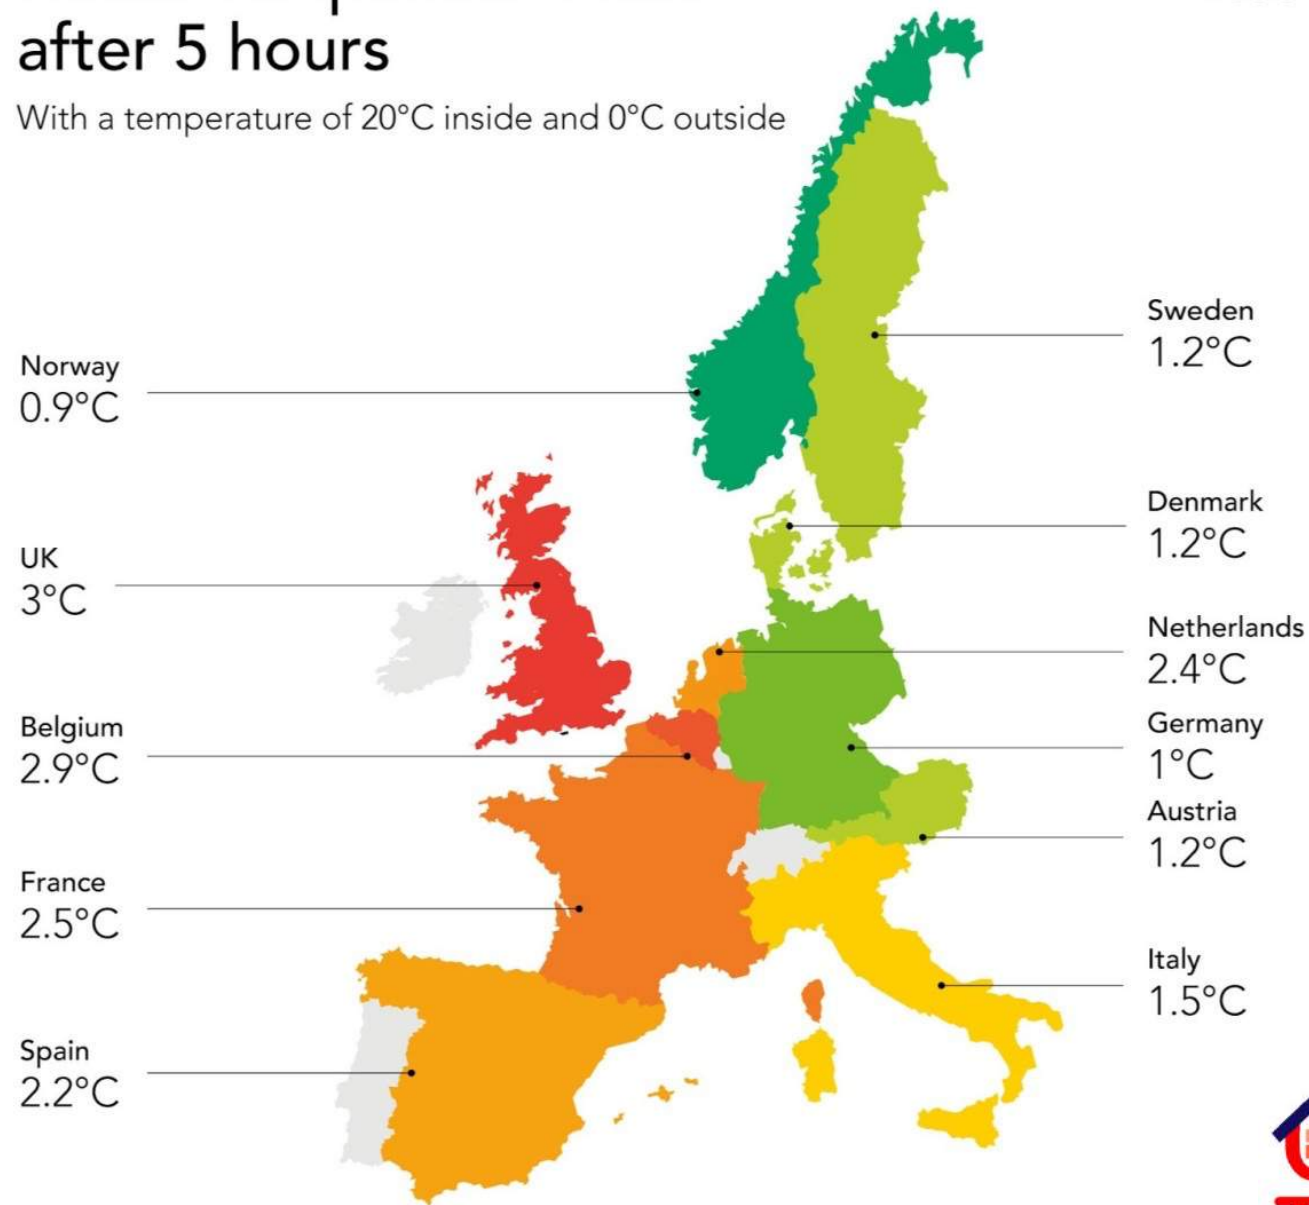 after 5 hours
With a temperature of 20°C inside and 0°C outside
Norway
0.9°C
UK
3°C
Belgium
2.9°C
France
2.5°C
Spain
2.2°C
Sweden
1.2°C
Denmark
1.2°C
Netherlands
2.4°C
Germany
1°C
Austria
1.2°C
Italy
1.5°C